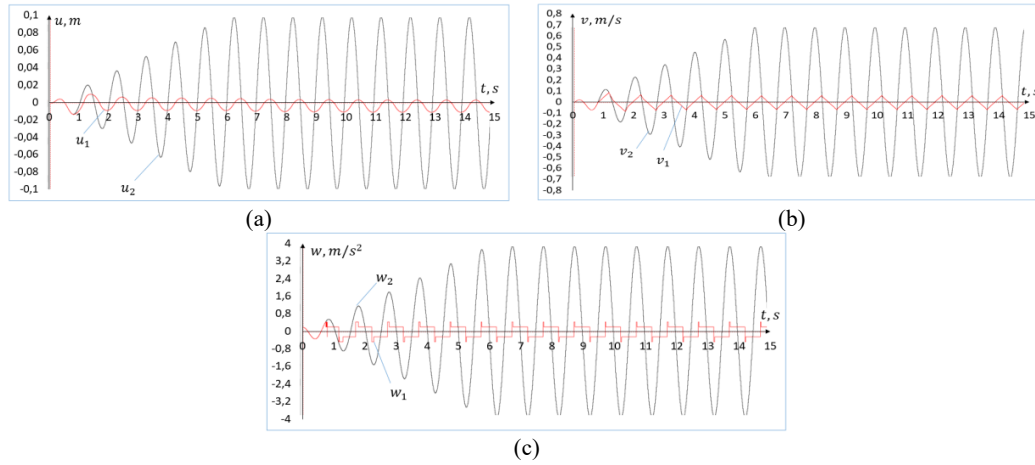 0,1
u, m
0,08
0,06
0,04
0,02
0
-0,02
-0,04
-0,06
-0,08
-0,1
t, s
0 1 2 3 4 5 6 7 8 9 10 11 12 13 14 15
u₁
u₂
(a)
0,8
v, m/s
0,7
0,6
0,5
0,4
0,3
0,2
0,1
0
-0,1
-0,2
-0,3
-0,4
-0,5
-0,6
-0,7
-0,8
t, s
0 1 2 3 4 5 6 7 8 9 10 11 12 13 14 15
v₂
v₁
(b)
4
w, m/s²
3,2
2,4
1,6
0,8
0
-0,8
-1,6
-2,4
-3,2
-4
w₂
t, s
0 1 2 3 4 5 6 7 8 9 10 11 12 13 14 15
w₁
(c)